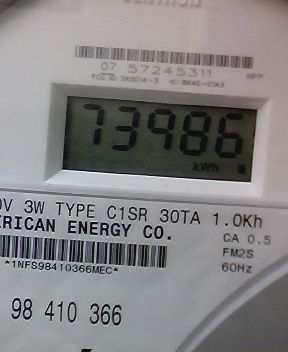 07 57245311
73986
kWh
0V 3W TYPE C1SR 30TA 1.0Kh
ERICAN ENERGY CO.
CA 0.5
FM2S
60Hz
*1NFS98410366MEC*
98 410 366